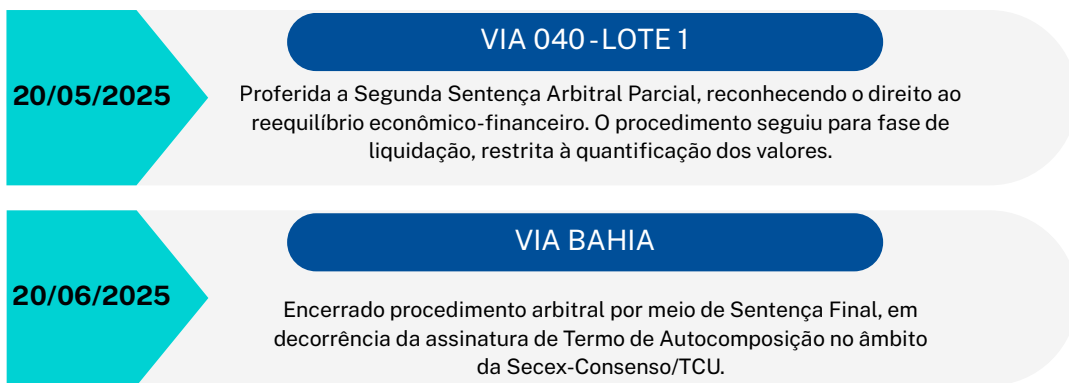 VIA 040 - LOTE 1
20/05/2025
Proferida a Segunda Sentença Arbitral Parcial, reconhecendo o direito ao
reequilíbrio econômico-financeiro. O procedimento seguiu para fase de
liquidação, restrita à quantificação dos valores.
VIA BAHIA
20/06/2025
Encerrado procedimento arbitral por meio de Sentença Final, em
decorrência da assinatura de Termo de Autocomposição no âmbito
da Secex-Consenso/TCU.